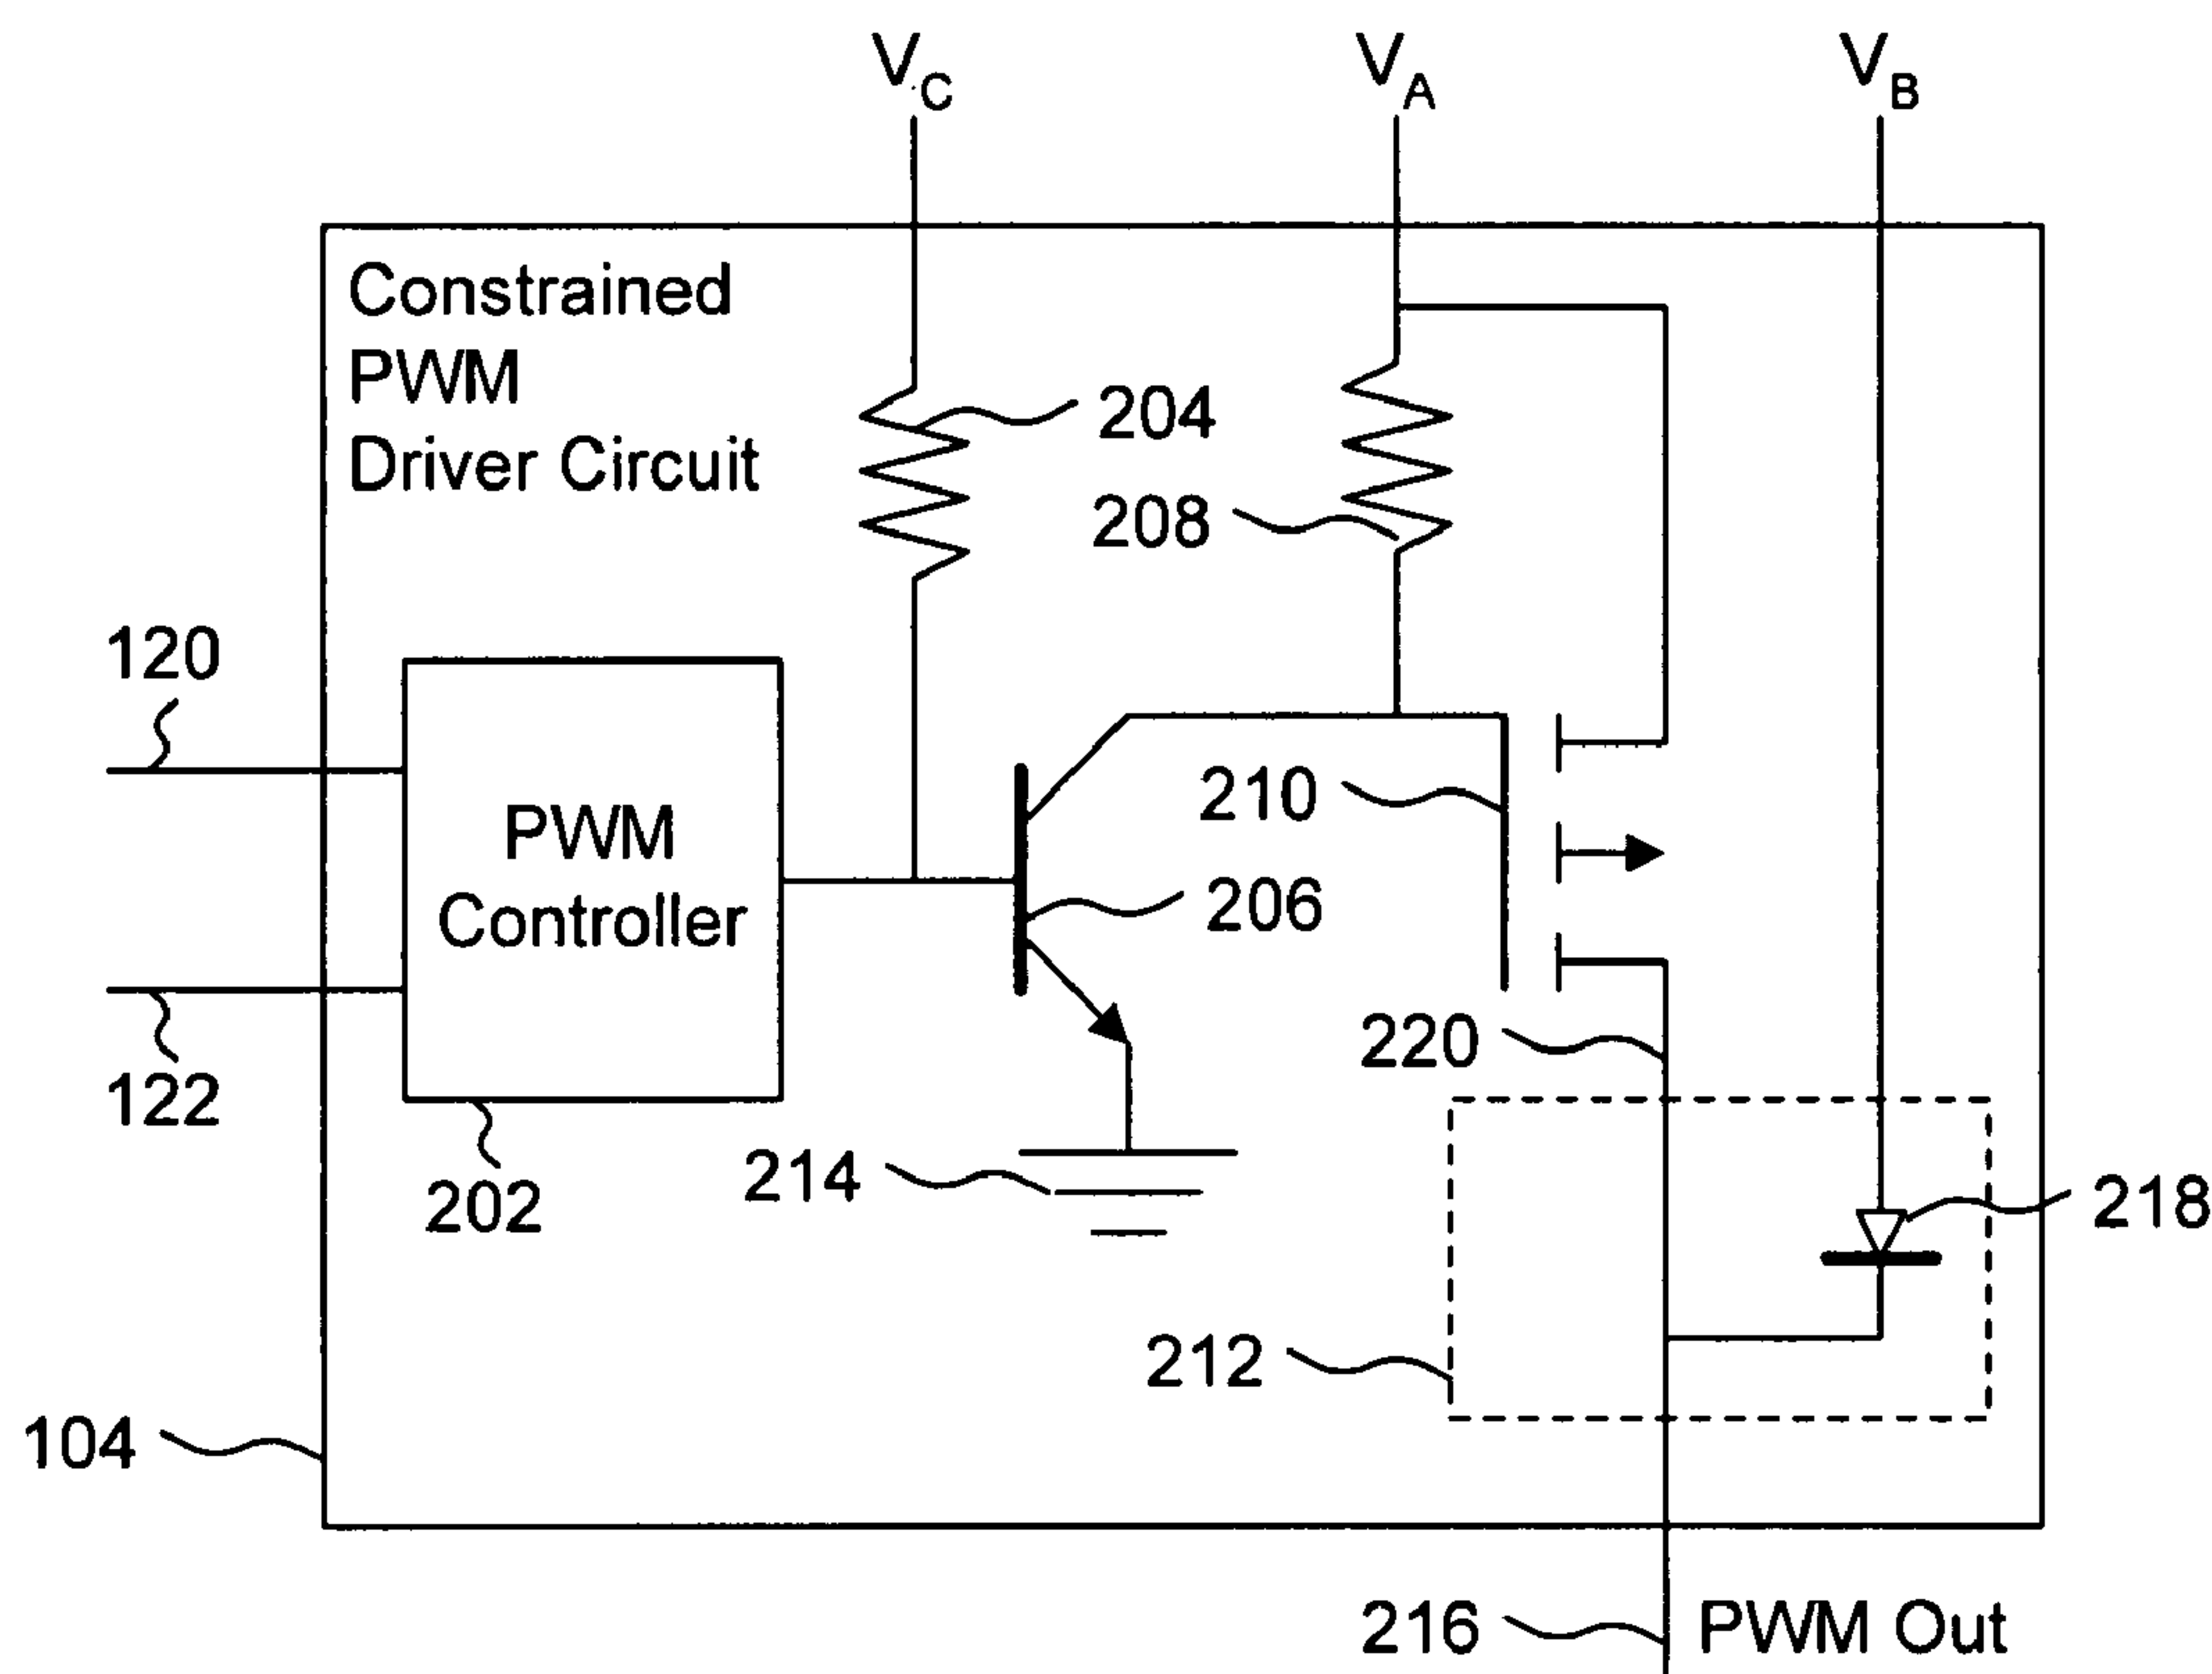 V_C
V_A
V_B
Constrained
PWM
Driver Circuit
204
208
120
PWM
Controller
210
206
220
122
202
214
218
212
104
216
PWM Out